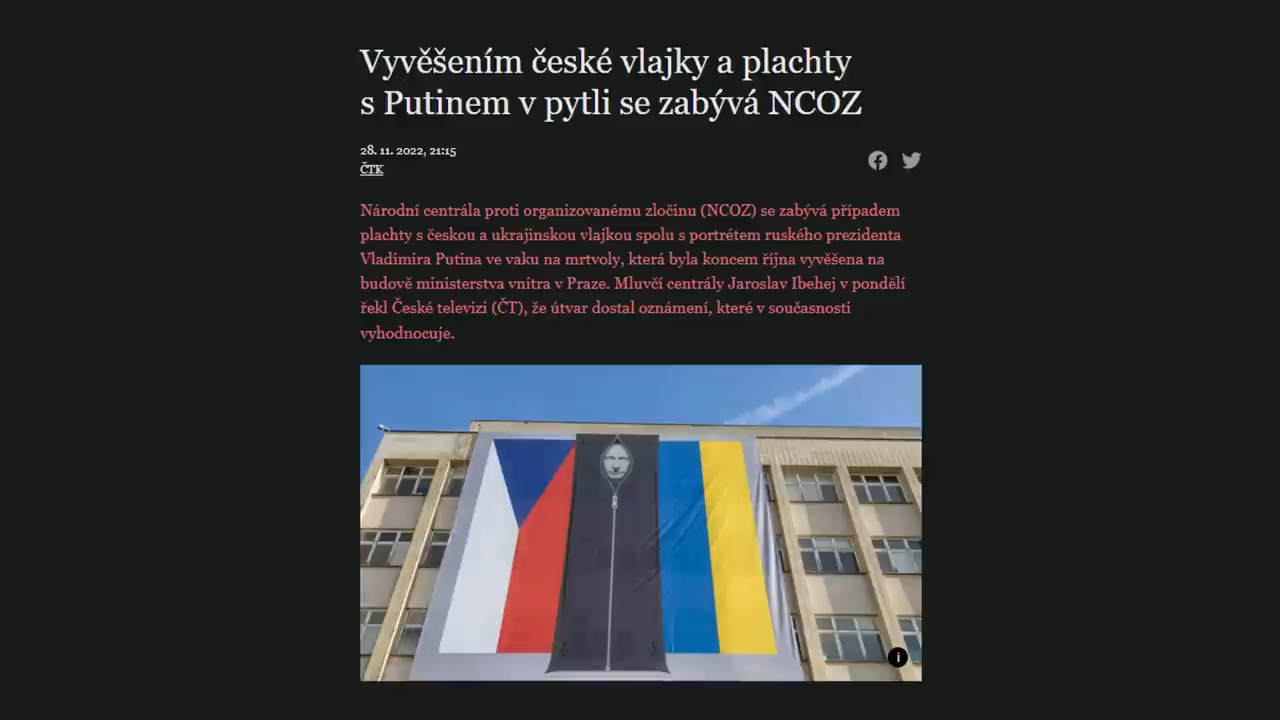 Vyvěšením české vlajky a plachty
s Putinem v pytli se zabývá NCOZ
28. 11. 2022, 21:15
ČTK
Národní centrála proti organizovanému zločinu (NCOZ) se zabývá případem
plachty s českou a ukrajinskou vlajkou spolu s portrétem ruského prezidenta
Vladimira Putina ve vaku na mrtvoly, která byla koncem října vyvěšena na
budově ministerstva vnitra v Praze. Mluvčí centrály Jaroslav Ibehej v pondělí
řekl České televizi (ČT), že útvar dostal oznámení, které v současnosti
vyhodnocuje.
i